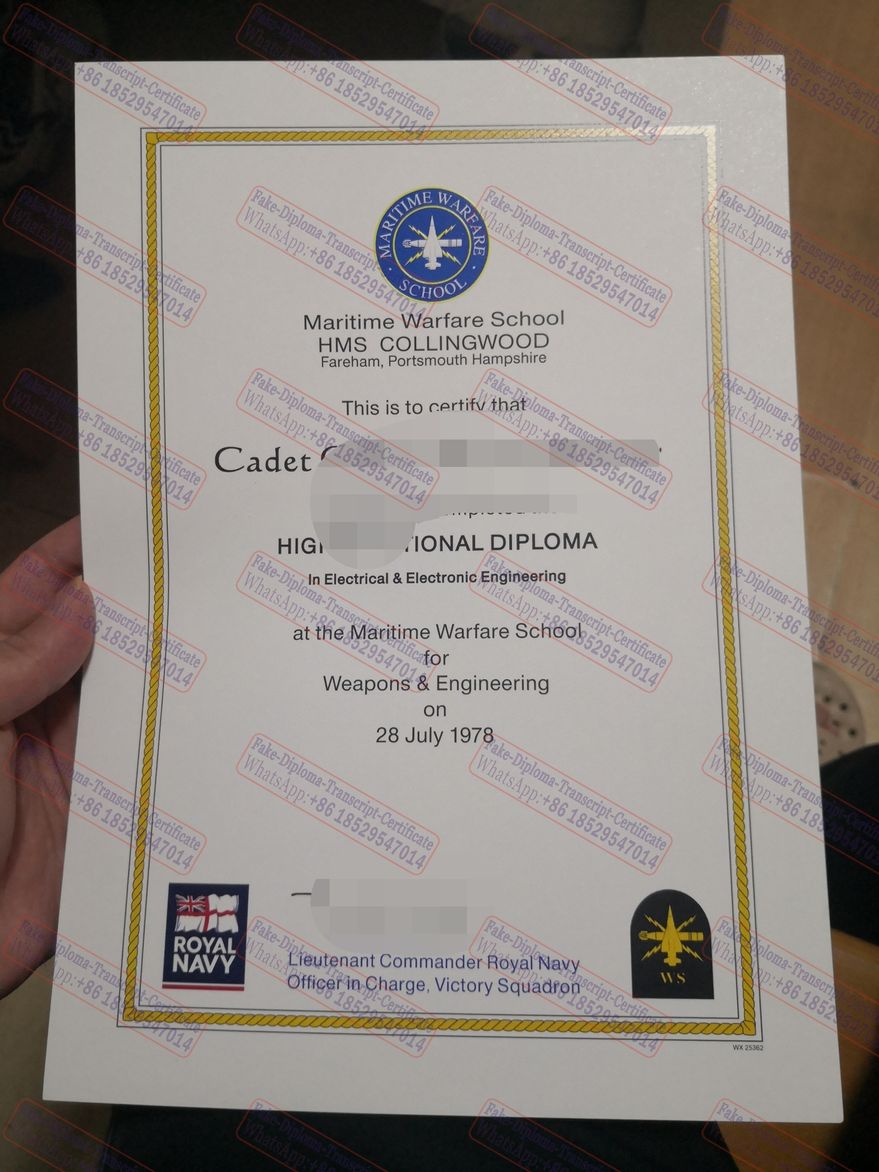 MARITIME WARFARE
SCHOOL
Maritime Warfare School
HMS COLLINGWOOD
Fareham, Portsmouth Hampshire
This is to certify that
Cadet
DIPLOMA
In Electrical & Electronic Engineering
at the Maritime Warfare School
for
Weapons & Engineering
on
28 July 1978
ROYAL
NAVY
Lieutenant Commander Royal Navy
Officer in Charge, Victory Squadron
WS
WX 25362
Fake-Diploma-Transcript-Certificate
WhatsApp:+86 18529547014